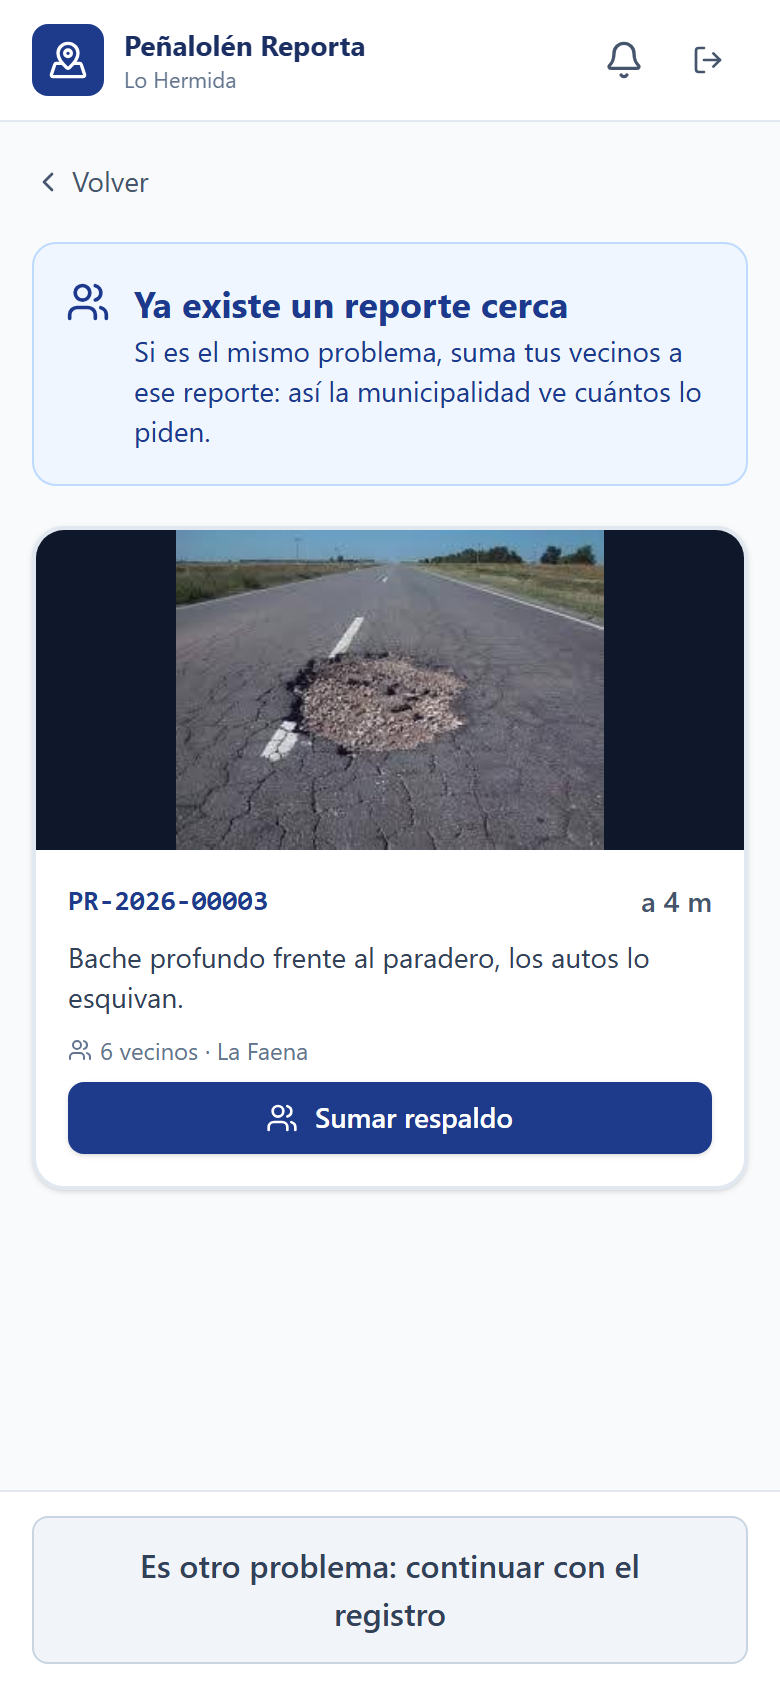 Peñalolén Reporta
Lo Hermida
Volver
Ya existe un reporte cerca
Si es el mismo problema, suma tus vecinos a
ese reporte: así la municipalidad ve cuántos lo
piden.
PR-2026-00003
a 4 m
Bache profundo frente al paradero, los autos lo
esquivan.
6 vecinos · La Faena
Sumar respaldo
Es otro problema: continuar con el
registro